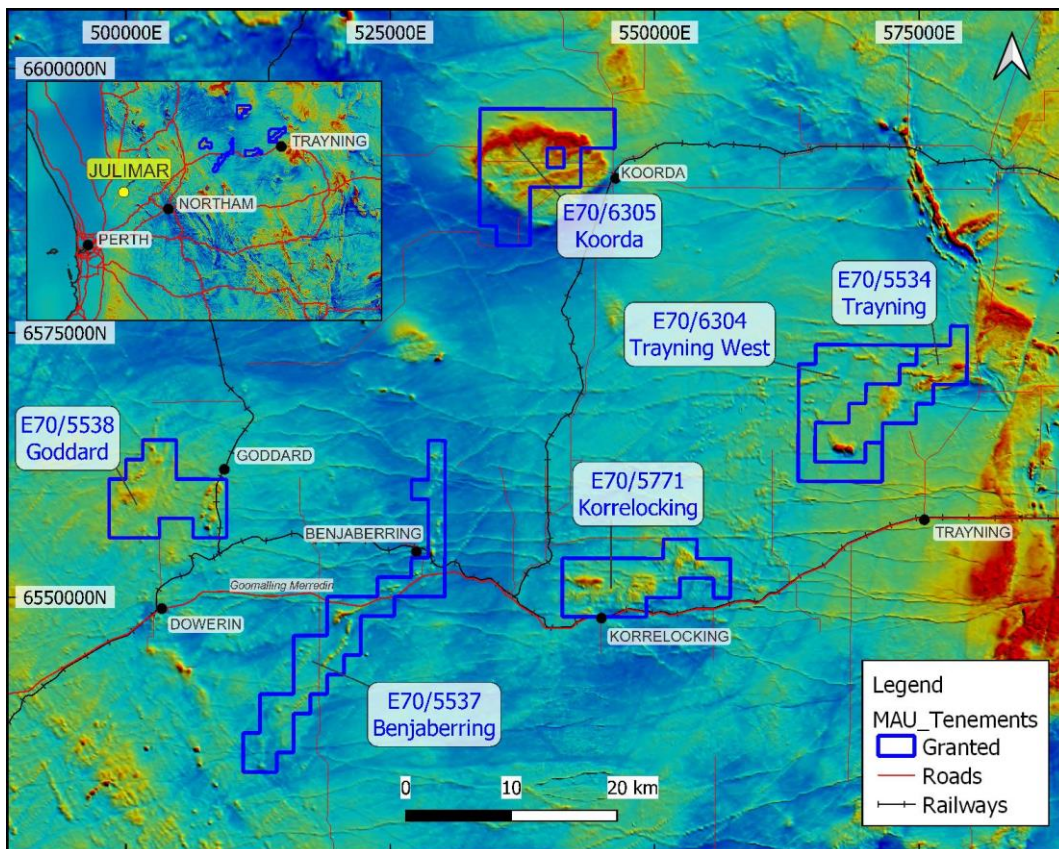 500000E
525000E
550000E
575000E
6600000N
TRAYNING
JULIMAR
NORTHAM
PERTH
KOORDA
E70/6305
Koorda
E70/5534
Trayning
E70/6304
Trayning West
6575000N
E70/5538
Goddard
GODDARD
E70/5771
Korrelocking
BENJABERRING
TRAYNING
6550000N
Goomalling Merredin
DOWERIN
KORRELOCKING
E70/5537
Benjaberring
Legend
MAU_Tenements
Granted
Roads
Railways
0 10 20 km